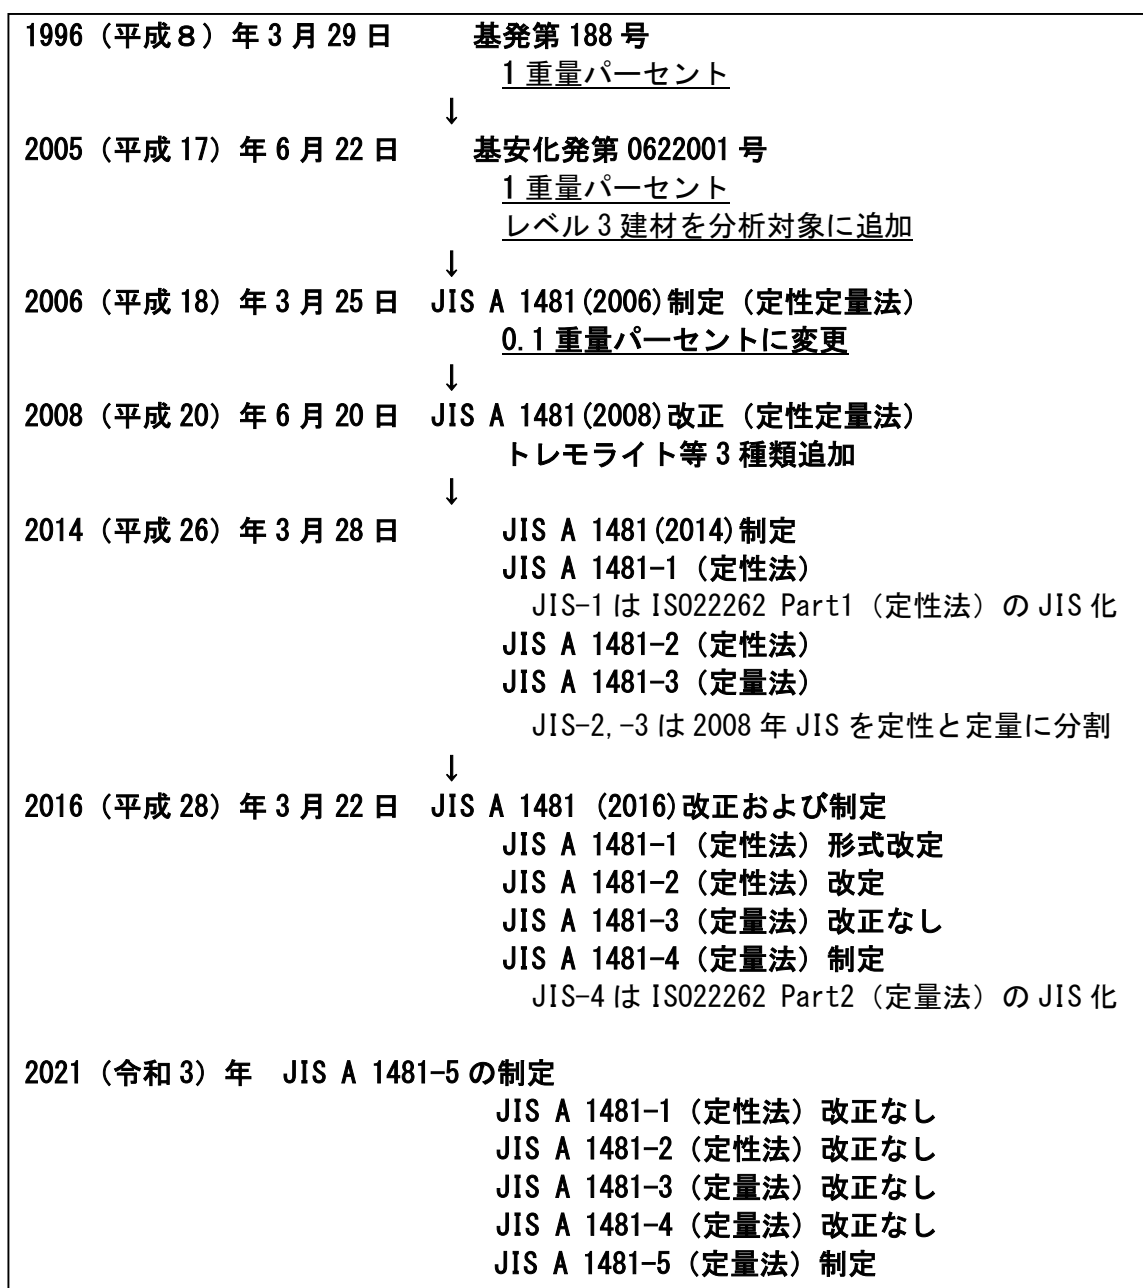 1996（平成８）年3月29日　基発第188号
1重量パーセント
↓
2005（平成17）年6月22日　基安化発第0622001号
1重量パーセント
レベル3建材を分析対象に追加
↓
2006（平成18）年3月25日　JIS A 1481(2006)制定（定性定量法）
0.1重量パーセントに変更
↓
2008（平成20）年6月20日　JIS A 1481(2008)改正（定性定量法）
トレモライト等3種類追加
↓
2014（平成26）年3月28日　JIS A 1481(2014)制定
JIS A 1481-1（定性法）
JIS-1はISO22262 Part1（定性法）のJIS化
JIS A 1481-2（定性法）
JIS A 1481-3（定量法）
JIS-2,-3は2008年JISを定性と定量に分割
↓
2016（平成28）年3月22日　JIS A 1481 (2016)改正および制定
JIS A 1481-1（定性法）形式改定
JIS A 1481-2（定性法）改定
JIS A 1481-3（定量法）改正なし
JIS A 1481-4（定量法）制定
JIS-4はISO22262 Part2（定量法）のJIS化
2021（令和3）年　JIS A 1481-5の制定
JIS A 1481-1（定性法）改正なし
JIS A 1481-2（定性法）改正なし
JIS A 1481-3（定量法）改正なし
JIS A 1481-4（定量法）改正なし
JIS A 1481-5（定量法）制定